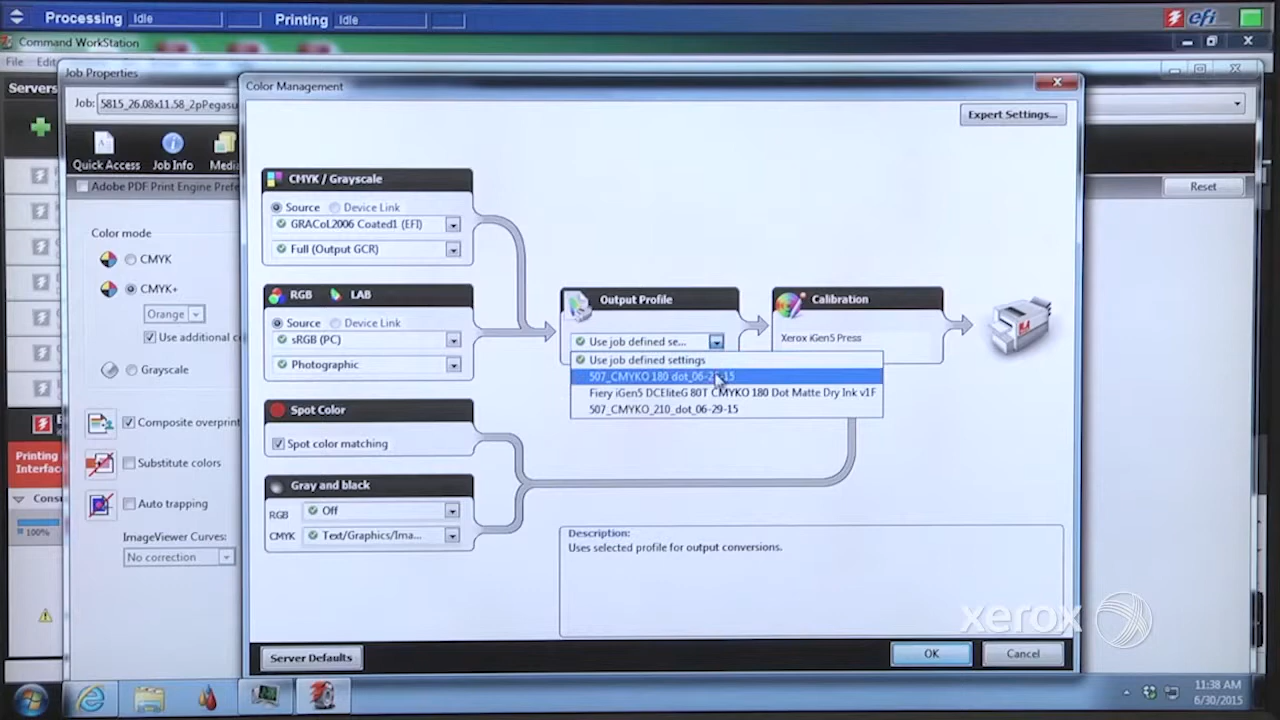 Processing Idle Printing Idle efi
Command WorkStation
File
Job Properties
Servers
Job: 5815_26.08x11.58_2pPegasu
Quick Access Job Info Media
Adobe PDF Print Engine Prefe
Reset
Color mode
CMYK
CMYK+
Orange
Use additional c
Grayscale
Composite overprint
Substitute colors
Auto trapping
ImageViewer Curves:
No correction
Printing
Interface
100%
Color Management
Expert Settings...
CMYK / Grayscale
Source Device Link
GRACoL2006 Coated1 (EFI)
Full (Output GCR)
RGB LAB
Source Device Link
sRGB (PC)
Photographic
Spot Color
Spot color matching
Gray and black
RGB Off
CMYK Text/Graphics/Ima...
Output Profile
Use job defined se...
Use job defined settings
Fiery iGen5 DCEliteG 80T CMYKO 180 Dot Matte Dry Ink v1F
507_CMYKO_210_dot_06-29-15
Calibration
Xerox iGen5 Press
Description:
Uses selected profile for output conversions.
Server Defaults
OK
Cancel
xerox
11:38 AM
6/30/2015